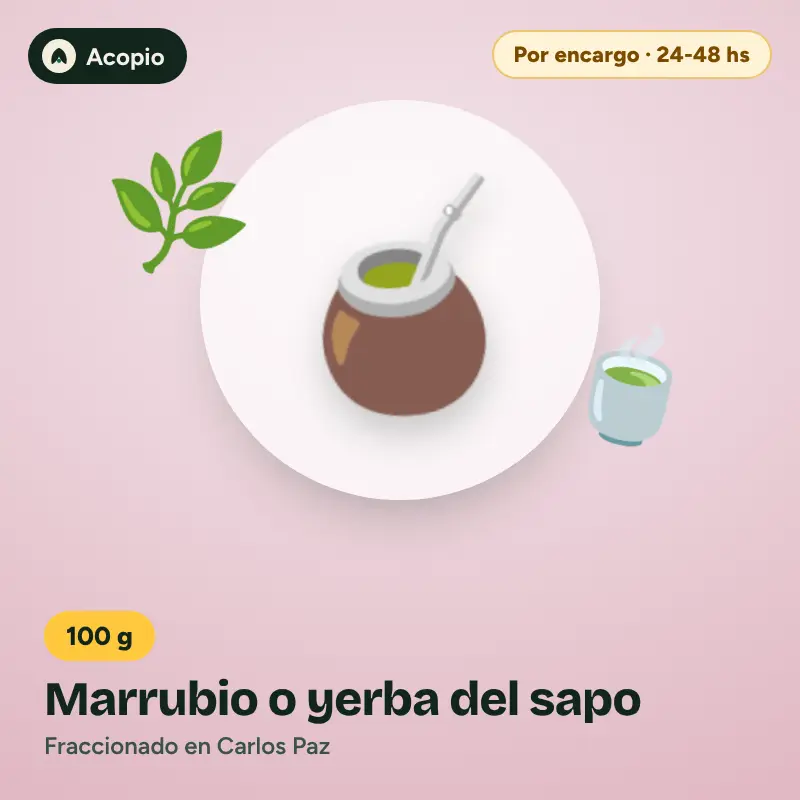 Acopio
Por encargo · 24-48 hs
100 g
Marrubio o yerba del sapo
Fraccionado en Carlos Paz